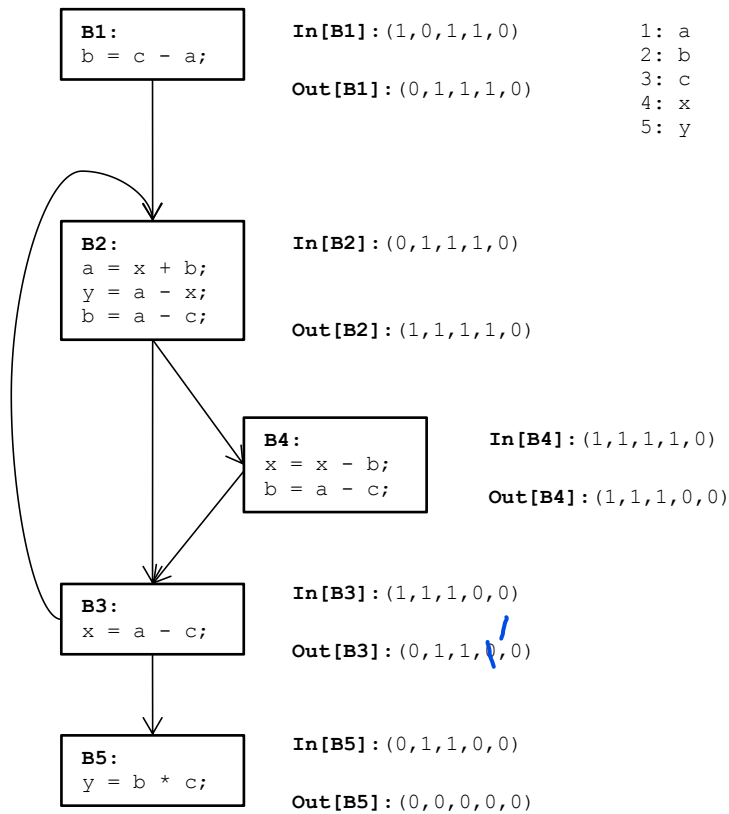 B1:
b = c - a;
In[B1]:(1,0,1,1,0)
Out[B1]:(0,1,1,1,0)
1: a
2: b
3: c
4: x
5: y
B2:
a = x + b;
y = a - x;
b = a - c;
In[B2]:(0,1,1,1,0)
Out[B2]:(1,1,1,1,0)
B4:
x = x - b;
b = a - c;
In[B4]:(1,1,1,1,0)
Out[B4]:(1,1,1,0,0)
B3:
x = a - c;
In[B3]:(1,1,1,0,0)
1
Out[B3]:(0,1,1,0,0)
B5:
y = b * c;
In[B5]:(0,1,1,0,0)
Out[B5]:(0,0,0,0,0)